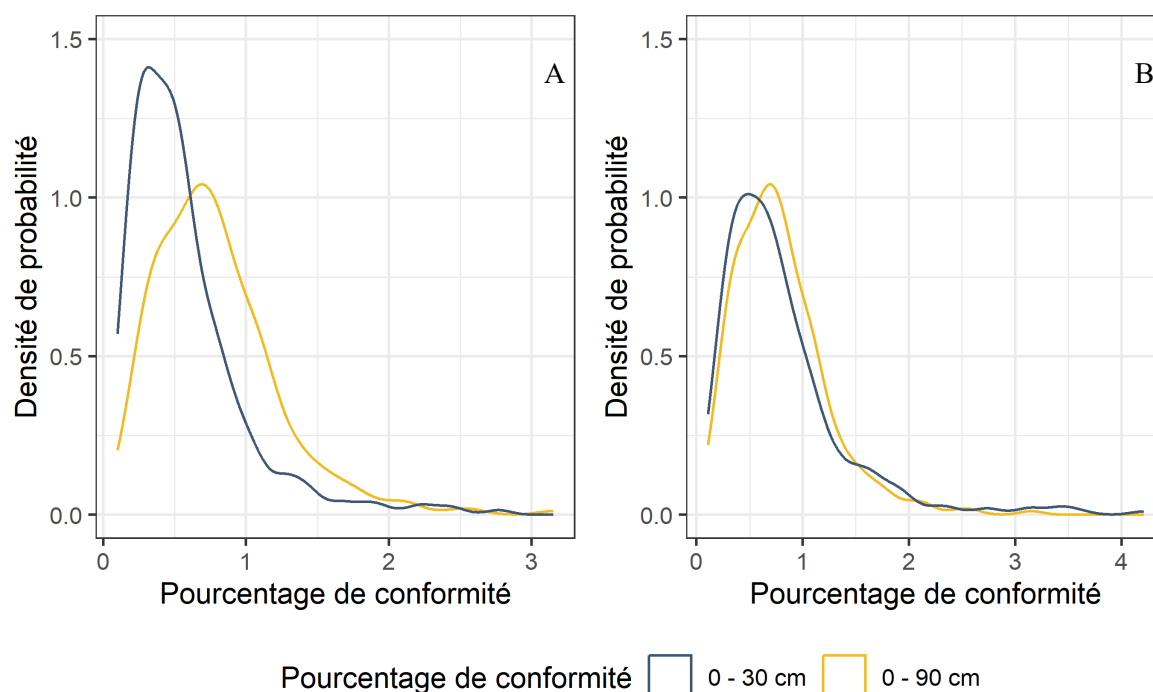 A
1.5
1.0
0.5
0.0
Densité de probabilité
0
1
2
3
Pourcentage de conformité
B
1.5
1.0
0.5
0.0
Densité de probabilité
0
1
2
3
4
Pourcentage de conformité
Pourcentage de conformité
0 - 30 cm
0 - 90 cm